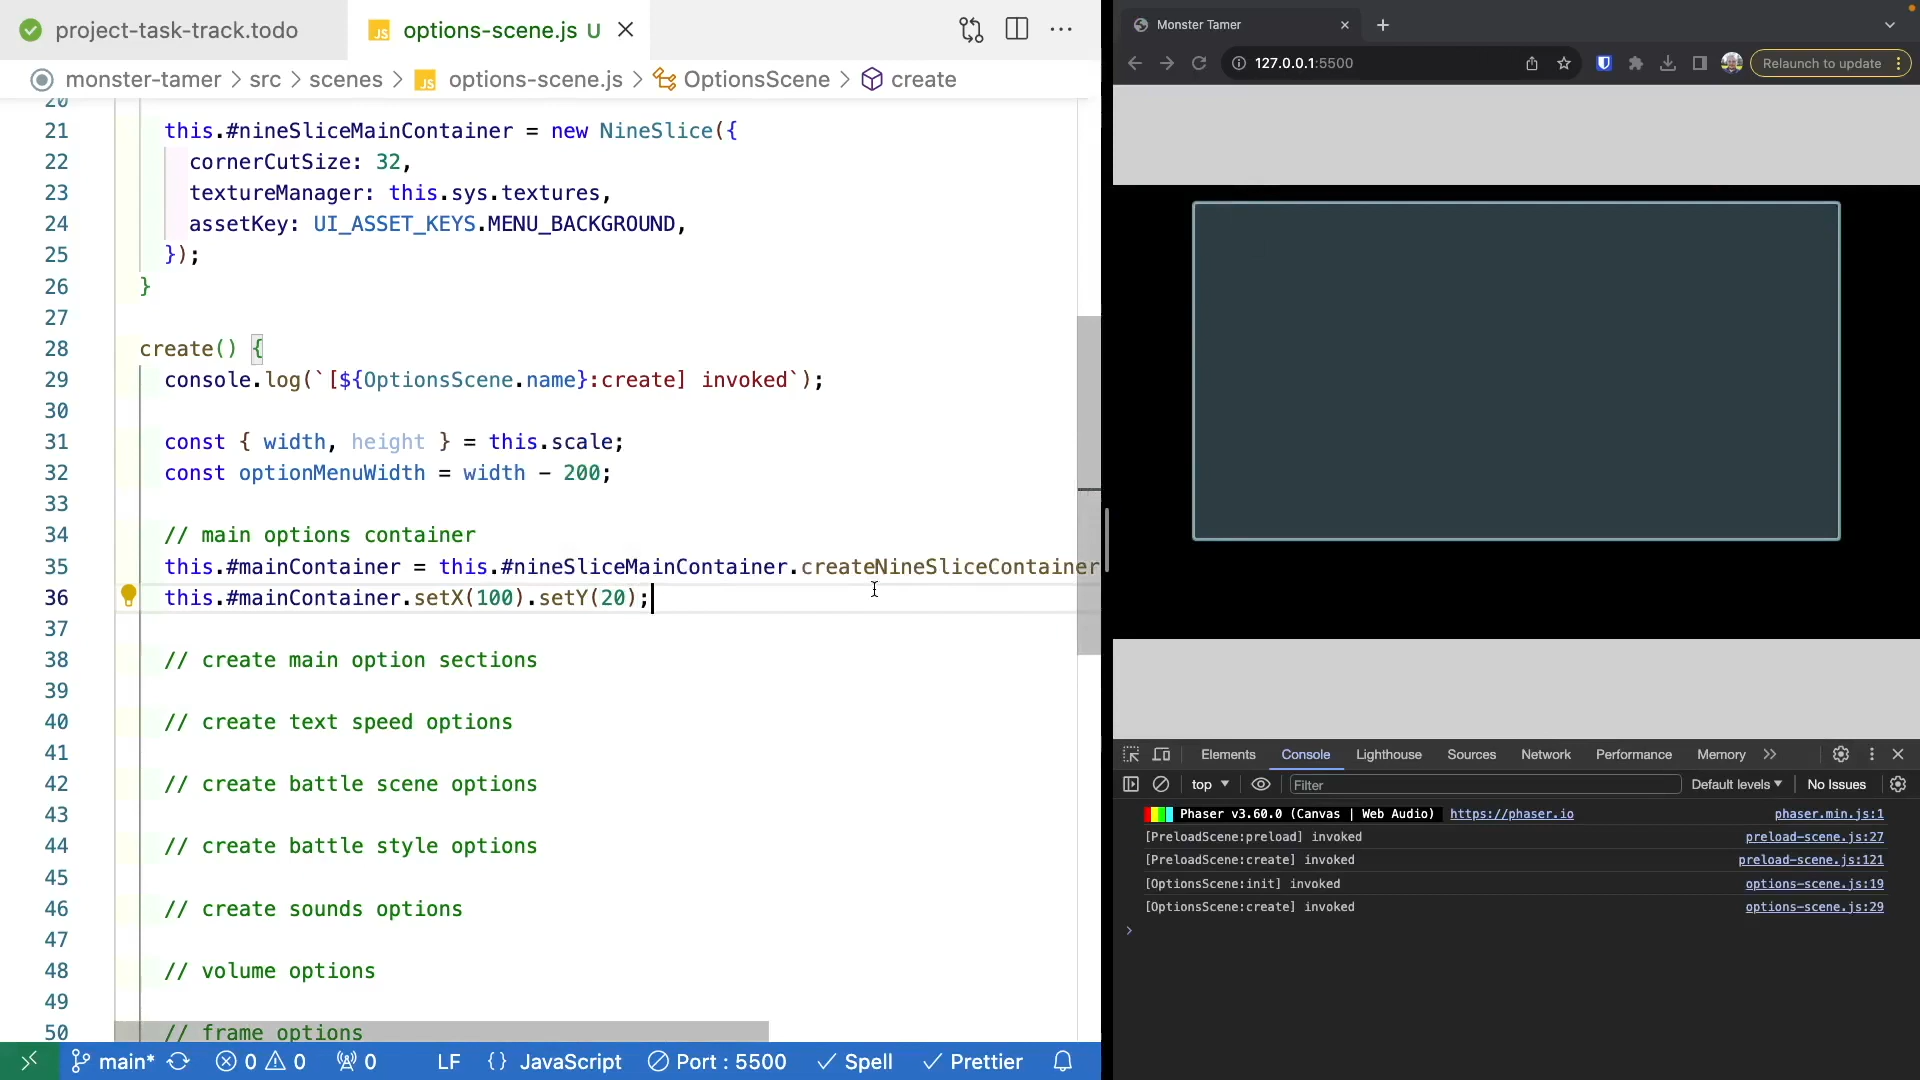 project-task-track.todo
JS options-scene.js U
monster-tamer > src > scenes > JS options-scene.js > OptionsScene > create
20
21 this.#nineSliceMainContainer = new NineSlice({
22 cornerCutSize: 32,
23 textureManager: this.sys.textures,
24 assetKey: UI_ASSET_KEYS.MENU_BACKGROUND,
25 });
26 }
27
28 create() {
29 console.log(`[${OptionsScene.name}:create] invoked`);
30
31 const { width, height } = this.scale;
32 const optionMenuWidth = width - 200;
33
34 // main options container
35 this.#mainContainer = this.#nineSliceMainContainer.createNineSliceContainer
36 this.#mainContainer.setX(100).setY(20);
37
38 // create main option sections
39
40 // create text speed options
41
42 // create battle scene options
43
44 // create battle style options
45
46 // create sounds options
47
48 // volume options
49
50 // frame options
main* 0 0 0 LF {} JavaScript Port : 5500 Spell Prettier
Monster Tamer
127.0.0.1:5500
Relaunch to update
Elements Console Lighthouse Sources Network Performance Memory
top Filter Default levels No Issues
Phaser v3.60.0 (Canvas | Web Audio) https://phaser.io phaser.min.js:1
[PreloadScene:preload] invoked preload-scene.js:27
[PreloadScene:create] invoked preload-scene.js:121
[OptionsScene:init] invoked options-scene.js:19
[OptionsScene:create] invoked options-scene.js:29